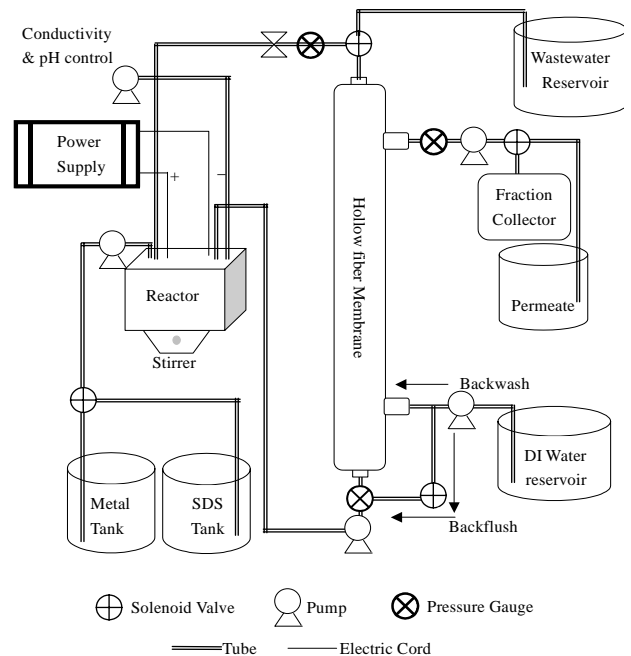 Conductivity
& pH control
Wastewater
Reservoir
Power
Supply
+
−
Hollow fiber Membrane
Fraction
Collector
Permeate
Reactor
Stirrer
Backwash
DI Water
reservoir
Metal
Tank
SDS
Tank
Backflush
Solenoid Valve
Pump
Pressure Gauge
Tube
Electric Cord